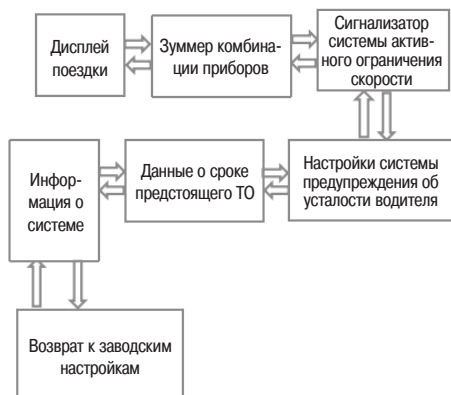 Дисплей
поездки
Зуммер комбина-
ции приборов
Сигнализатор
системы актив-
ного ограничения
скорости
Инфор-
мация о
системе
Данные о сроке
предстоящего ТО
Настройки системы
предупреждения об
усталости водителя
Возврат к заводским
настройкам